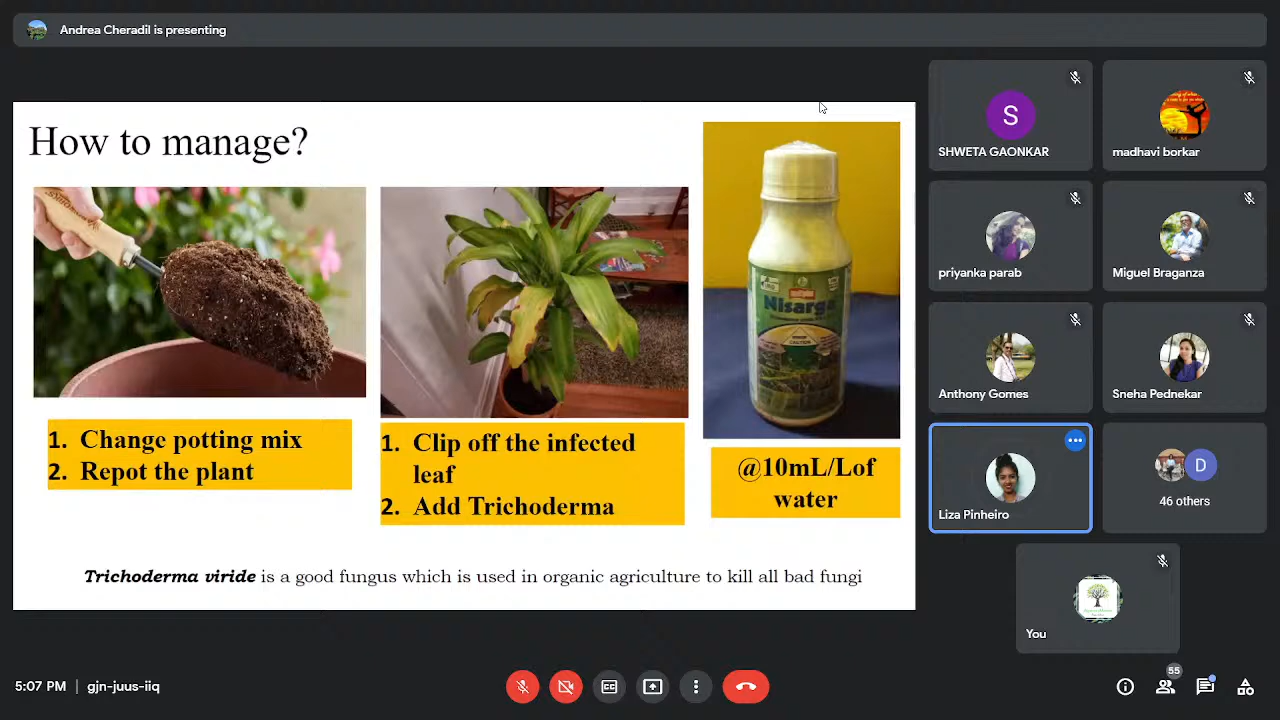 Andrea Cheradil is presenting
How to manage?
1. Change potting mix
2. Repot the plant
1. Clip off the infected
leaf
2. Add Trichoderma
Nisarga
CAUTION
@10mL/Lof
water
Trichoderma viride is a good fungus which is used in organic agriculture to kill all bad fungi
S
SHWETA GAONKAR
madhavi borkar
priyanka parab
Miguel Braganza
Anthony Gomes
Sneha Pednekar
Liza Pinheiro
D
46 others
You
5:07 PM | gjn-juus-iiq
CC
55